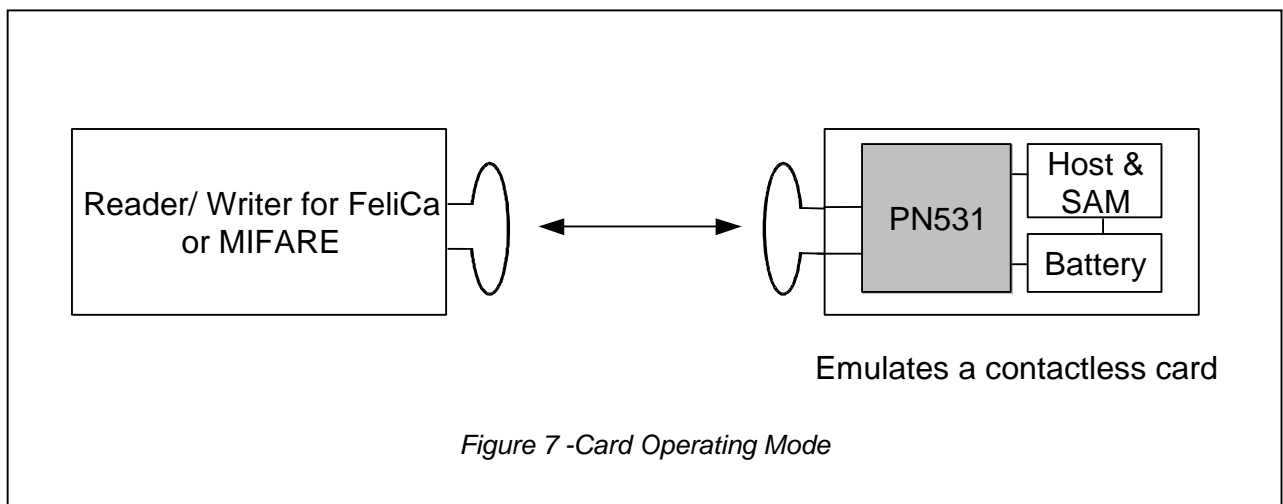 Reader/ Writer for FeliCa
or MIFARE
PN531
Host &
SAM
Battery
Emulates a contactless card
Figure 7 -Card Operating Mode